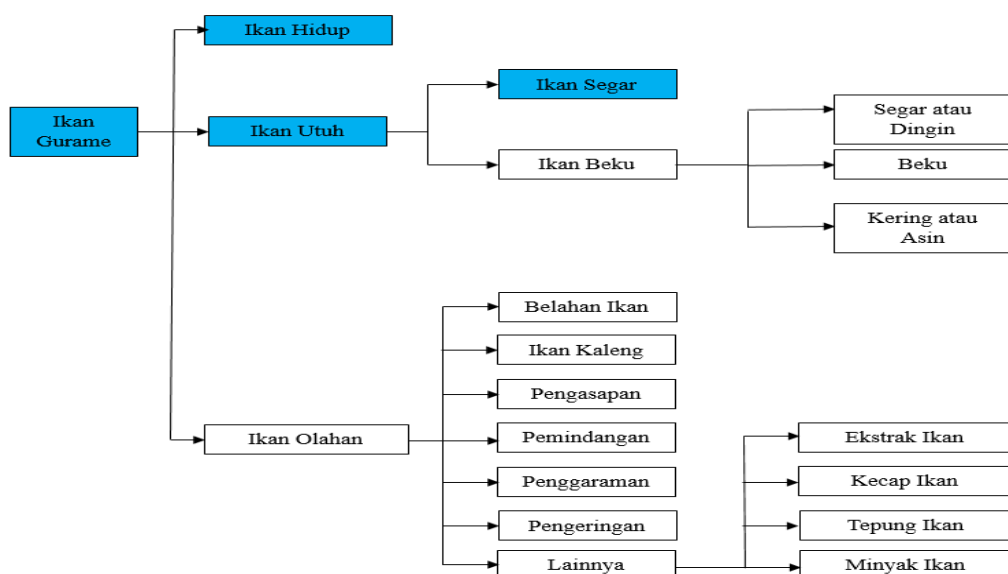 Ikan Hidup
Ikan Segar
Segar atau
Dingin
Ikan
Gurame
Ikan Utuh
Ikan Beku
Beku
Kering atau
Asin
Belahan Ikan
Ikan Kaleng
Pengasapan
Ikan Olahan
Pemindangan
Ekstrak Ikan
Penggaraman
Kecap Ikan
Pengeringan
Tepung Ikan
Lainnya
Minyak Ikan